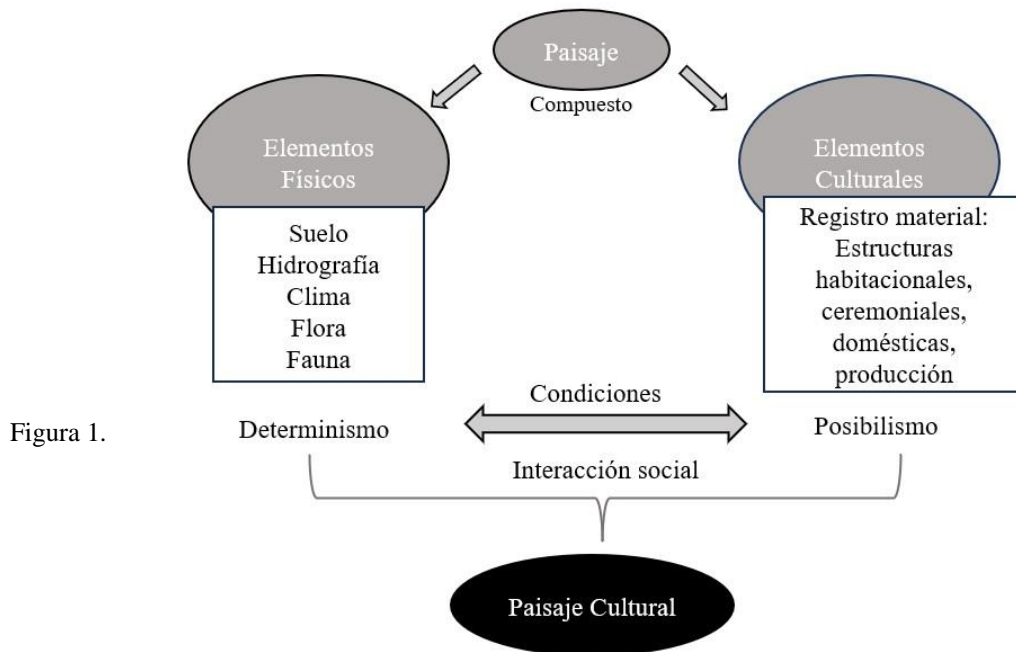 Paisaje
Compuesto
Elementos
Físicos
Suelo
Hidrografía
Clima
Flora
Fauna
Elementos
Culturales
Registro material:
Estructuras
habitacionales,
ceremoniales,
domésticas,
producción
Figura 1.
Determinismo
Condiciones
Posibilismo
Interacción social
Paisaje Cultural